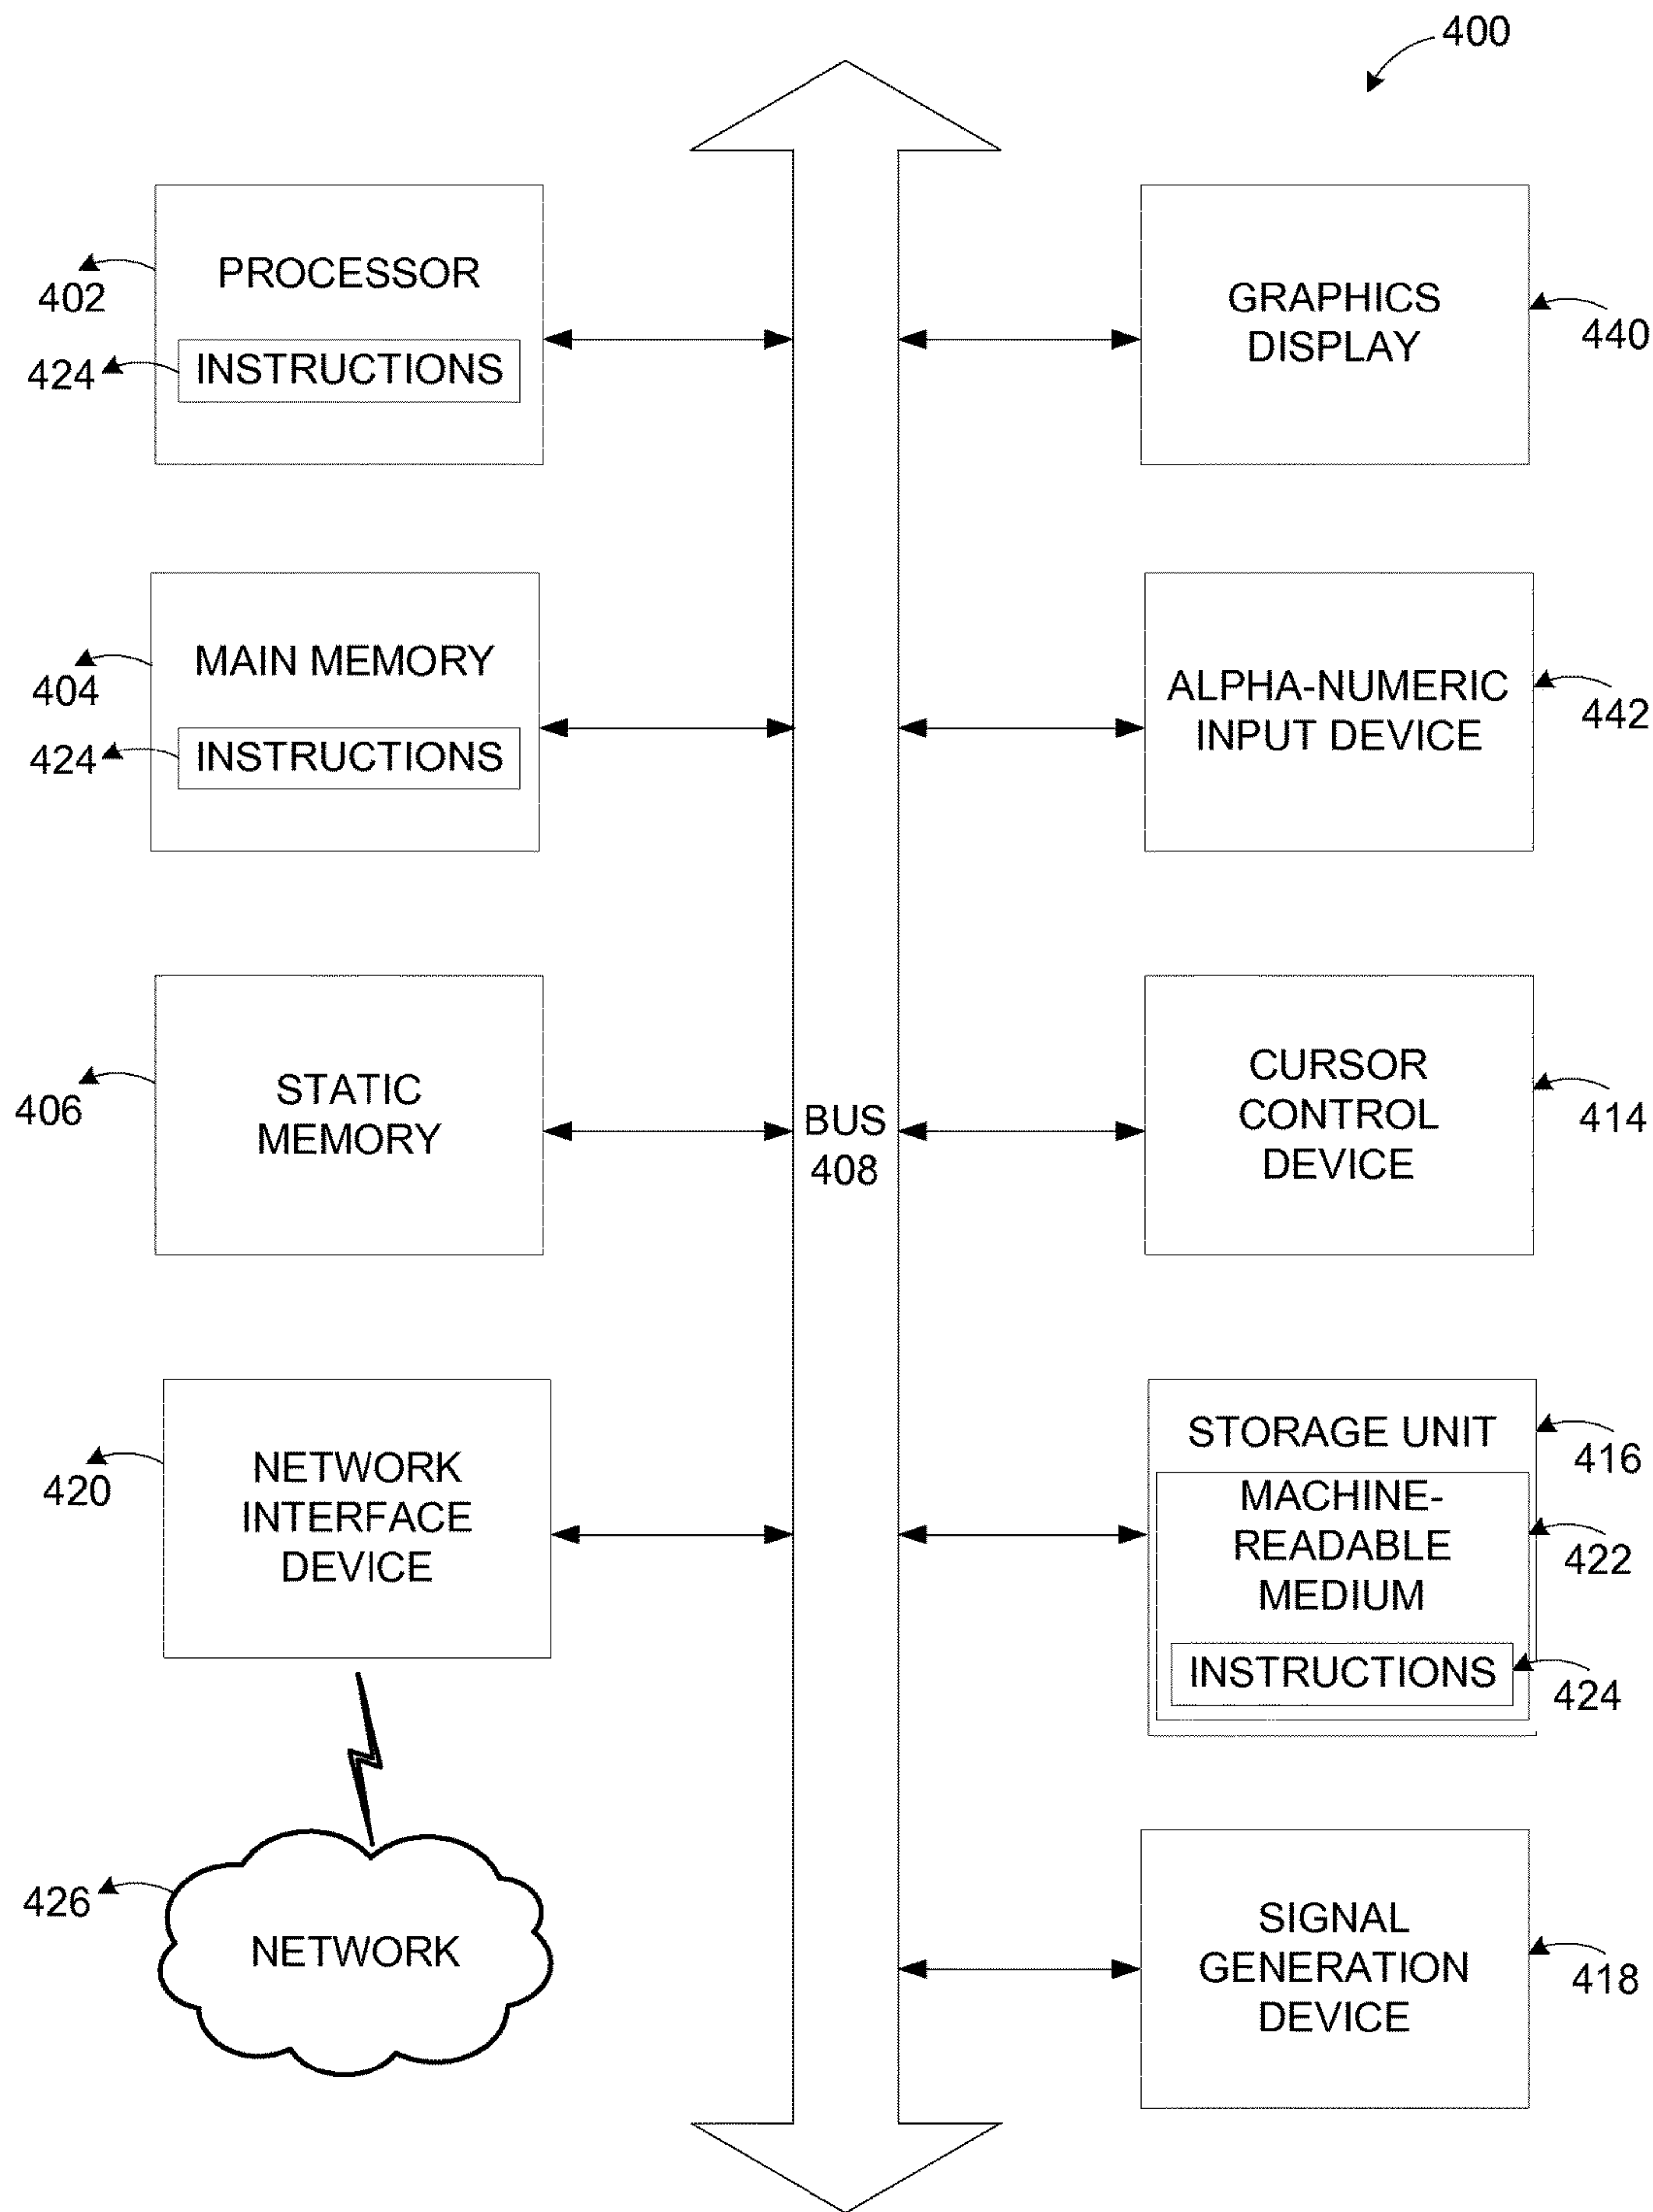 400
PROCESSOR
402
424
INSTRUCTIONS
GRAPHICS
DISPLAY
440
MAIN MEMORY
404
424
INSTRUCTIONS
ALPHA-NUMERIC
INPUT DEVICE
442
STATIC
MEMORY
406
BUS
408
CURSOR
CONTROL
DEVICE
414
NETWORK
INTERFACE
DEVICE
420
STORAGE UNIT
416
MACHINE-
READABLE
MEDIUM
422
INSTRUCTIONS
424
426
NETWORK
SIGNAL
GENERATION
DEVICE
418